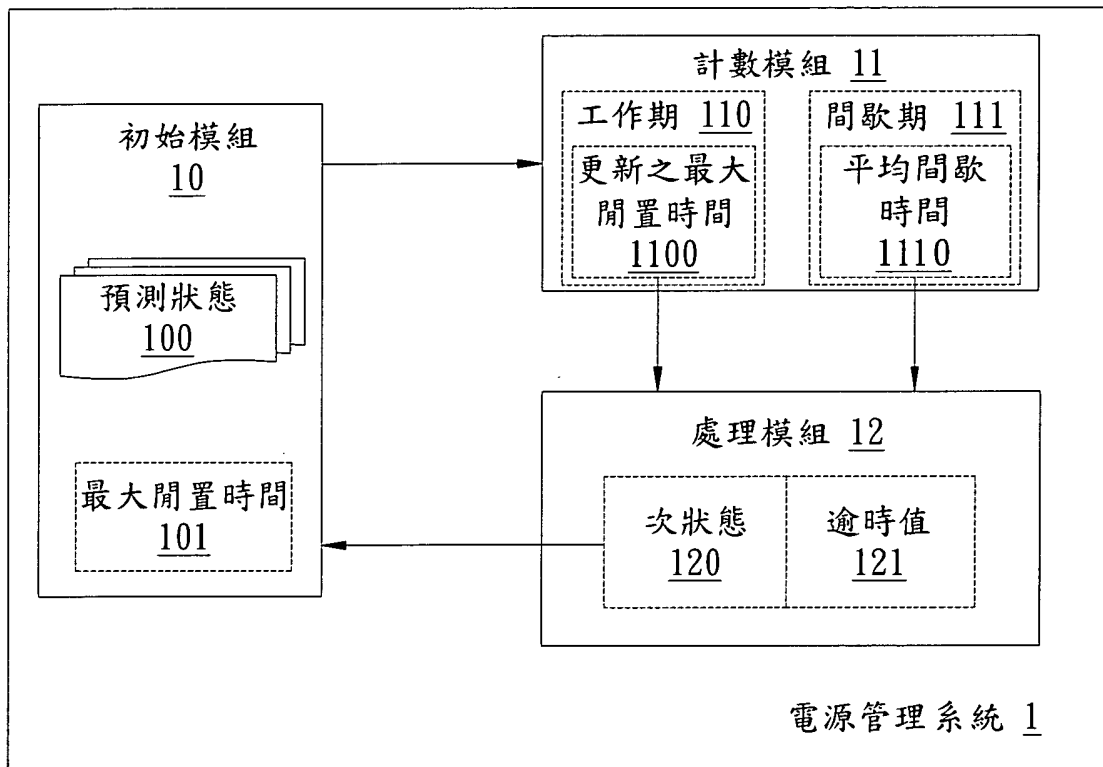 初始模組
10
預測狀態
100
最大閒置時間
101
計數模組 11
工作期 110
更新之最大
閒置時間
1100
間歇期 111
平均間歇
時間
1110
處理模組 12
次狀態
120
逾時值
121
電源管理系統 1